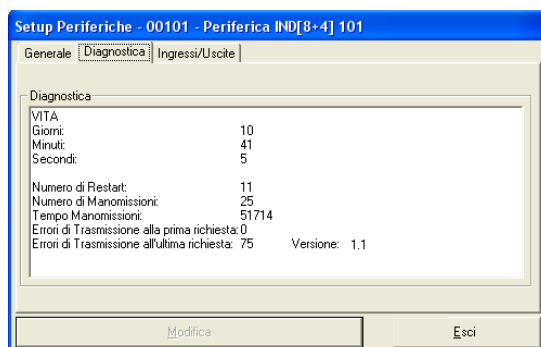 Setup Periferiche - 00101 - Periferica IND[8+4] 101
Generale Diagnostica Ingressi/Uscite
Diagnostica
VITA
Giorni: 10
Minuti: 41
Secondi: 5
Numero di Restart: 11
Numero di Manomissioni: 25
Tempo Manomissioni: 51714
Errori di Trasmissione alla prima richiesta: 0
Errori di Trasmissione all'ultima richiesta: 75 Versione: 1.1
Modifica Esci